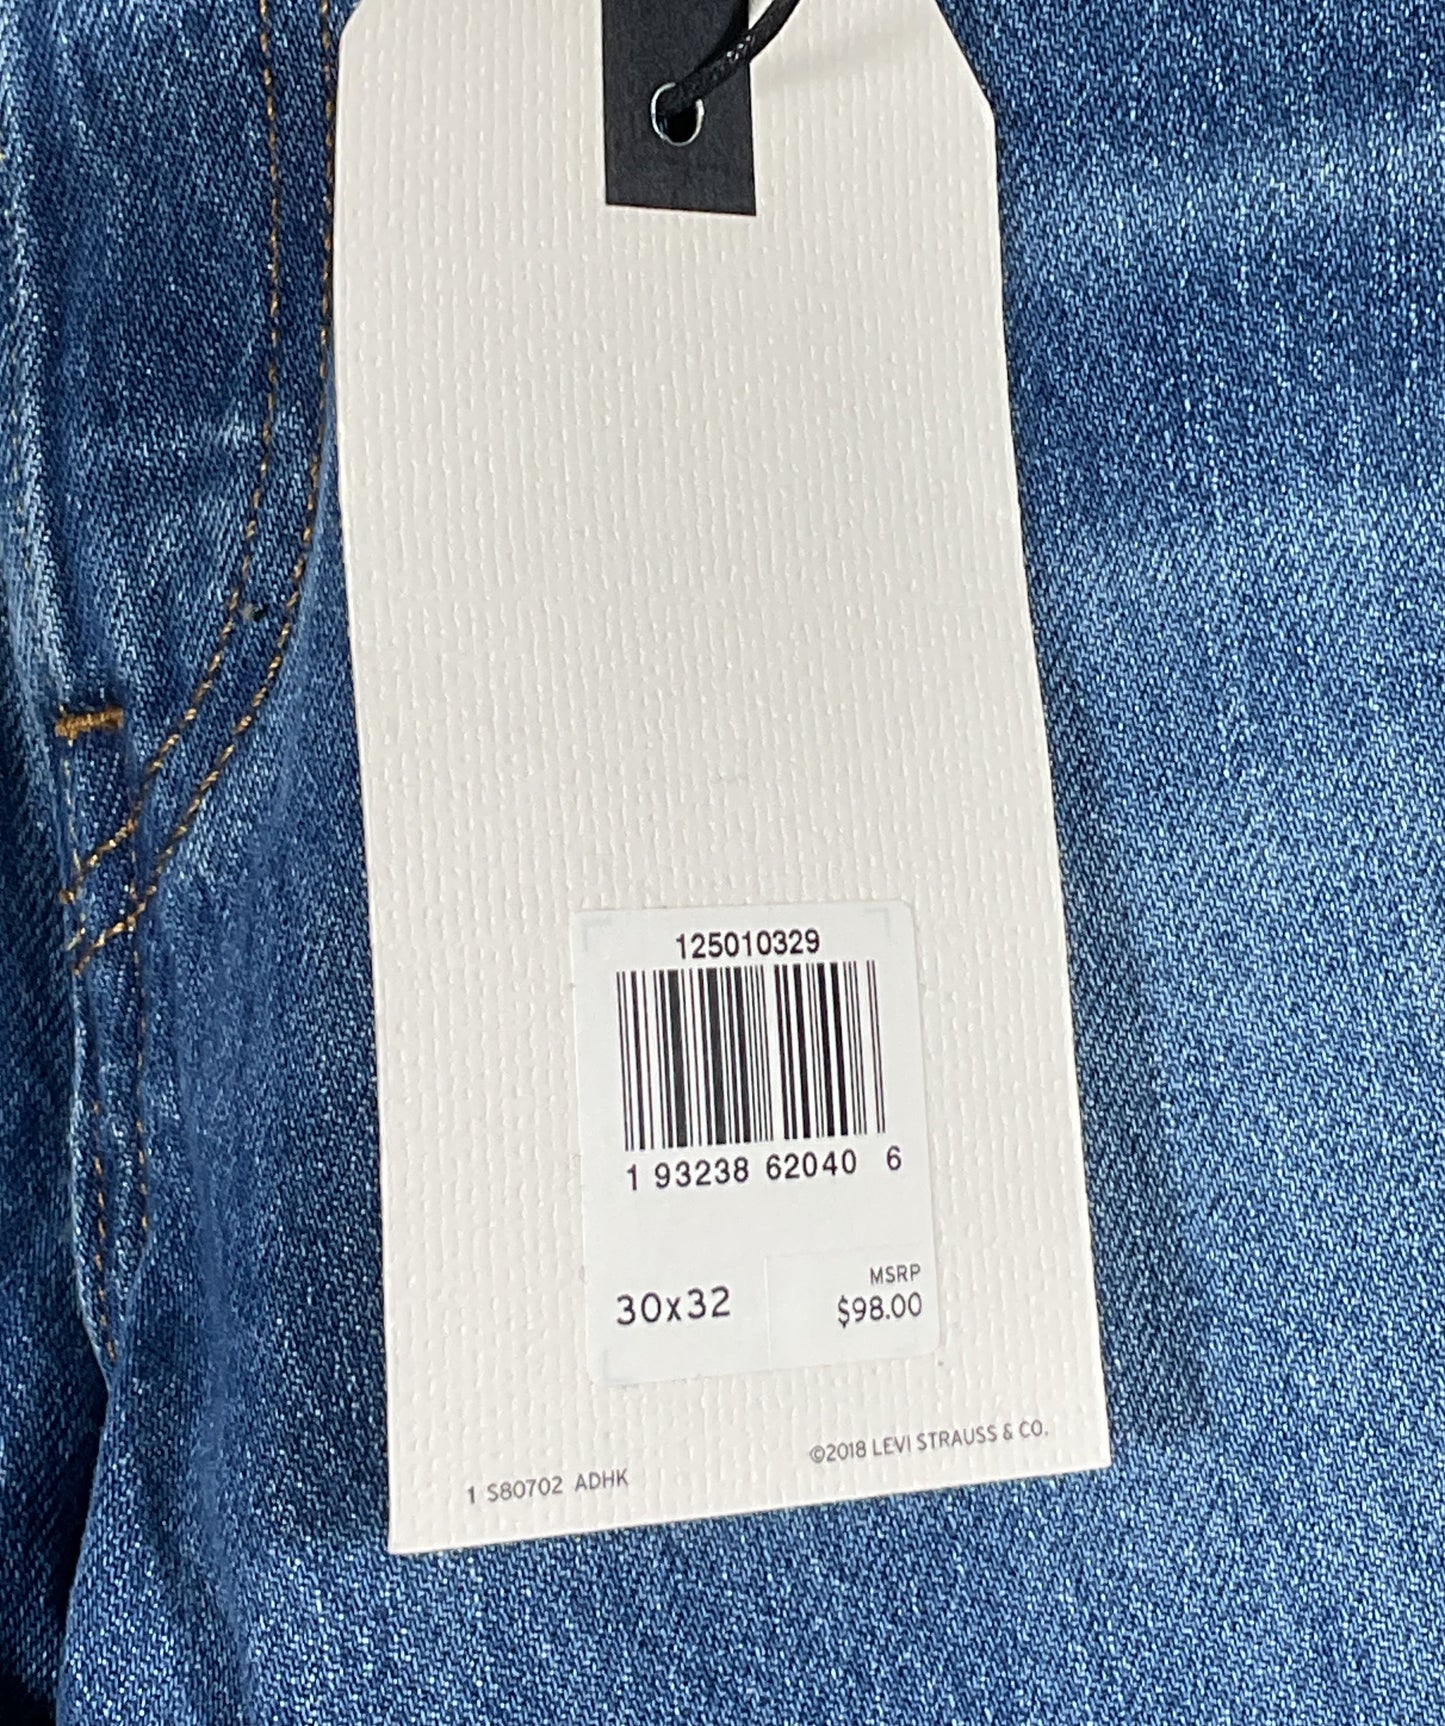 125010329
1 93238 62040 6
MSRP
30x32 $98.00
©2018 LEVI STRAUSS & CO.
1 S80702 ADHK